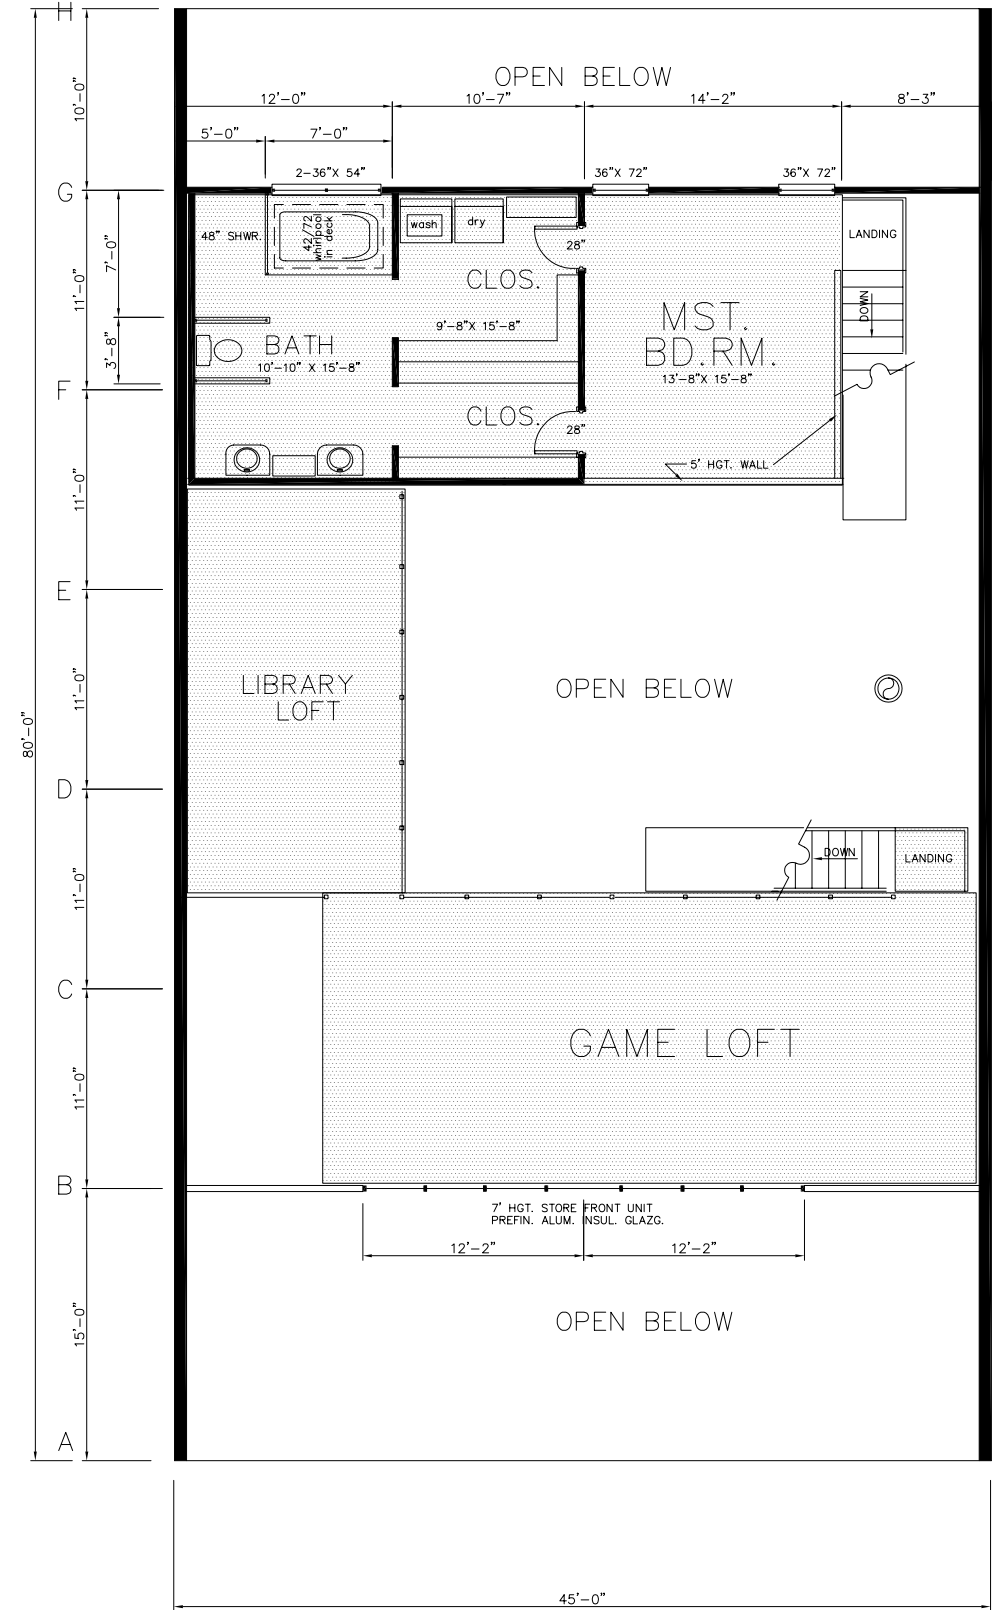 H
OPEN BELOW
10'-0"
12'-0"
10'-7"
14'-2"
8'-3"
5'-0"
7'-0"
2-36"X 54"
36"X 72"
36"X 72"
G
48" SHWR.
42/72
whirlpool
in deck
wash
dry
28"
LANDING
7'-0"
11'-0"
CLOS.
DOWN
9'-8"X 15'-8"
MST.
BD.RM.
13'-8"X 15'-8"
3'-8"
BATH
10'-10" X 15'-8"
F
CLOS.
28"
5' HGT. WALL
11'-0"
E
LIBRARY
LOFT
OPEN BELOW
11'-0"
80'-0"
D
DOWN
LANDING
11'-0"
C
GAME LOFT
11'-0"
B
7' HGT. STORE FRONT UNIT
PREFIN. ALUM. INSUL. GLAZG.
12'-2"
12'-2"
15'-0"
OPEN BELOW
A
45'-0"